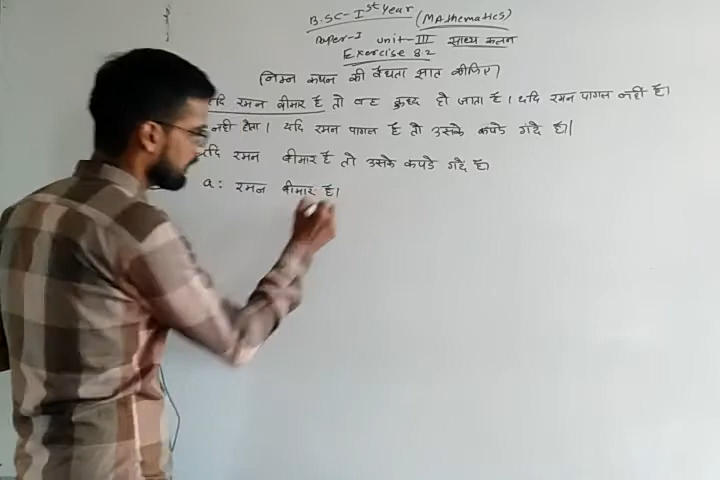 B.SC-Ist year (MAthematics)
Paper-I unit-III साध्य कलन
Exercise 8.2
निम्न कथन की वैधता ज्ञात कीजिए।
यदि रमन बीमार है तो वह क्रुध्द हो जाता है। यदि रमन पागल नहीं है।
नहीं होता। यदि रमन पागल है तो उसके कपडे गंदे है।
यदि रमन बीमार है तो उसके कपडे गंदे है।
a: रमन बीमार है।